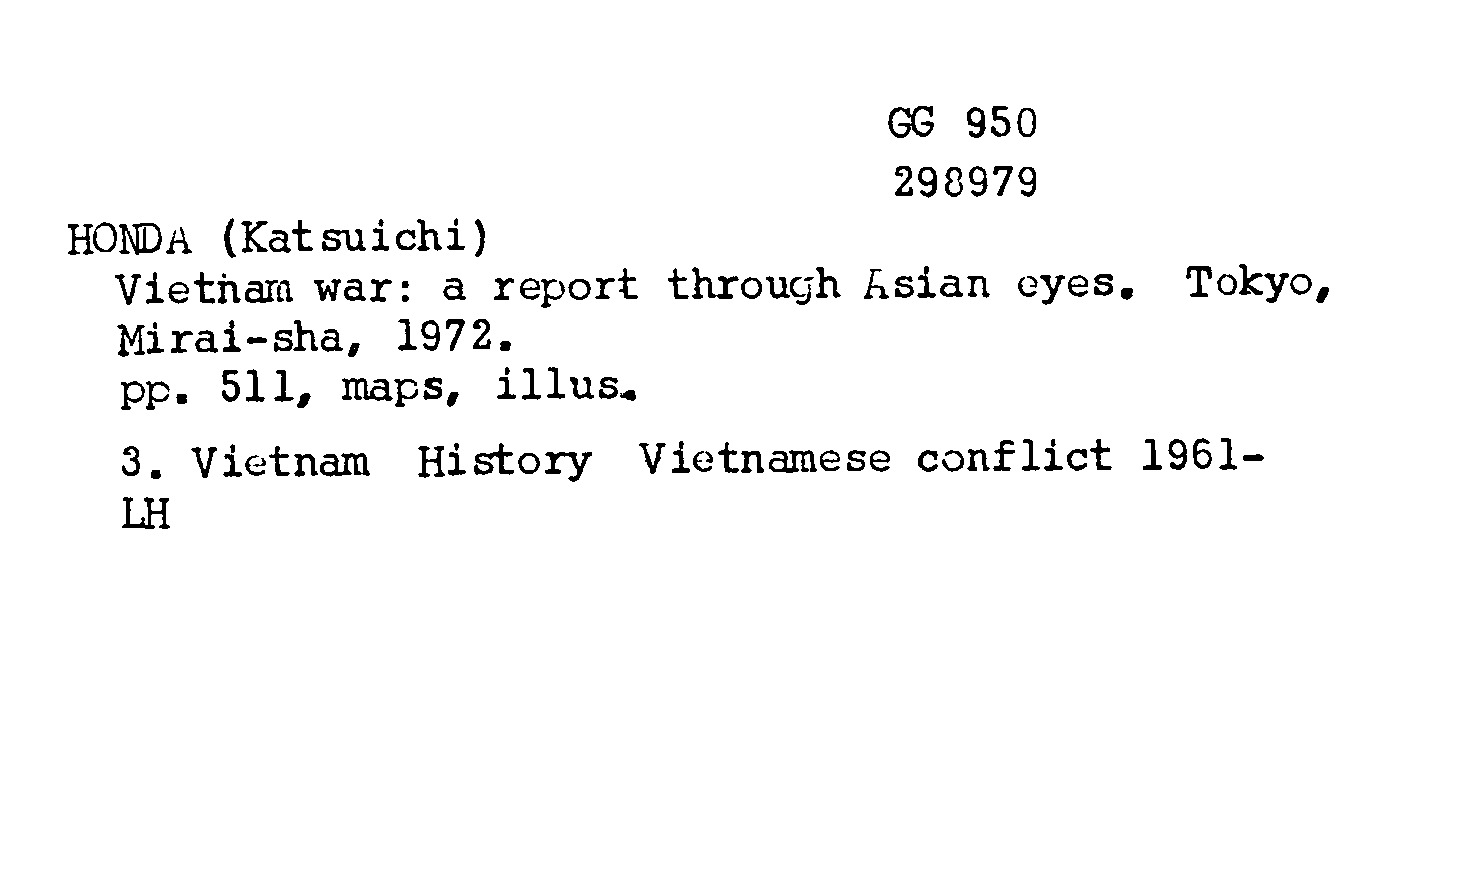 GG 950
298979
HONDA (Katsuichi)
Vietnam war: a report through Asian eyes. Tokyo,
Mirai-sha, 1972.
pp. 511, maps, illus.
3. Vietnam History Vietnamese conflict 1961-
LH